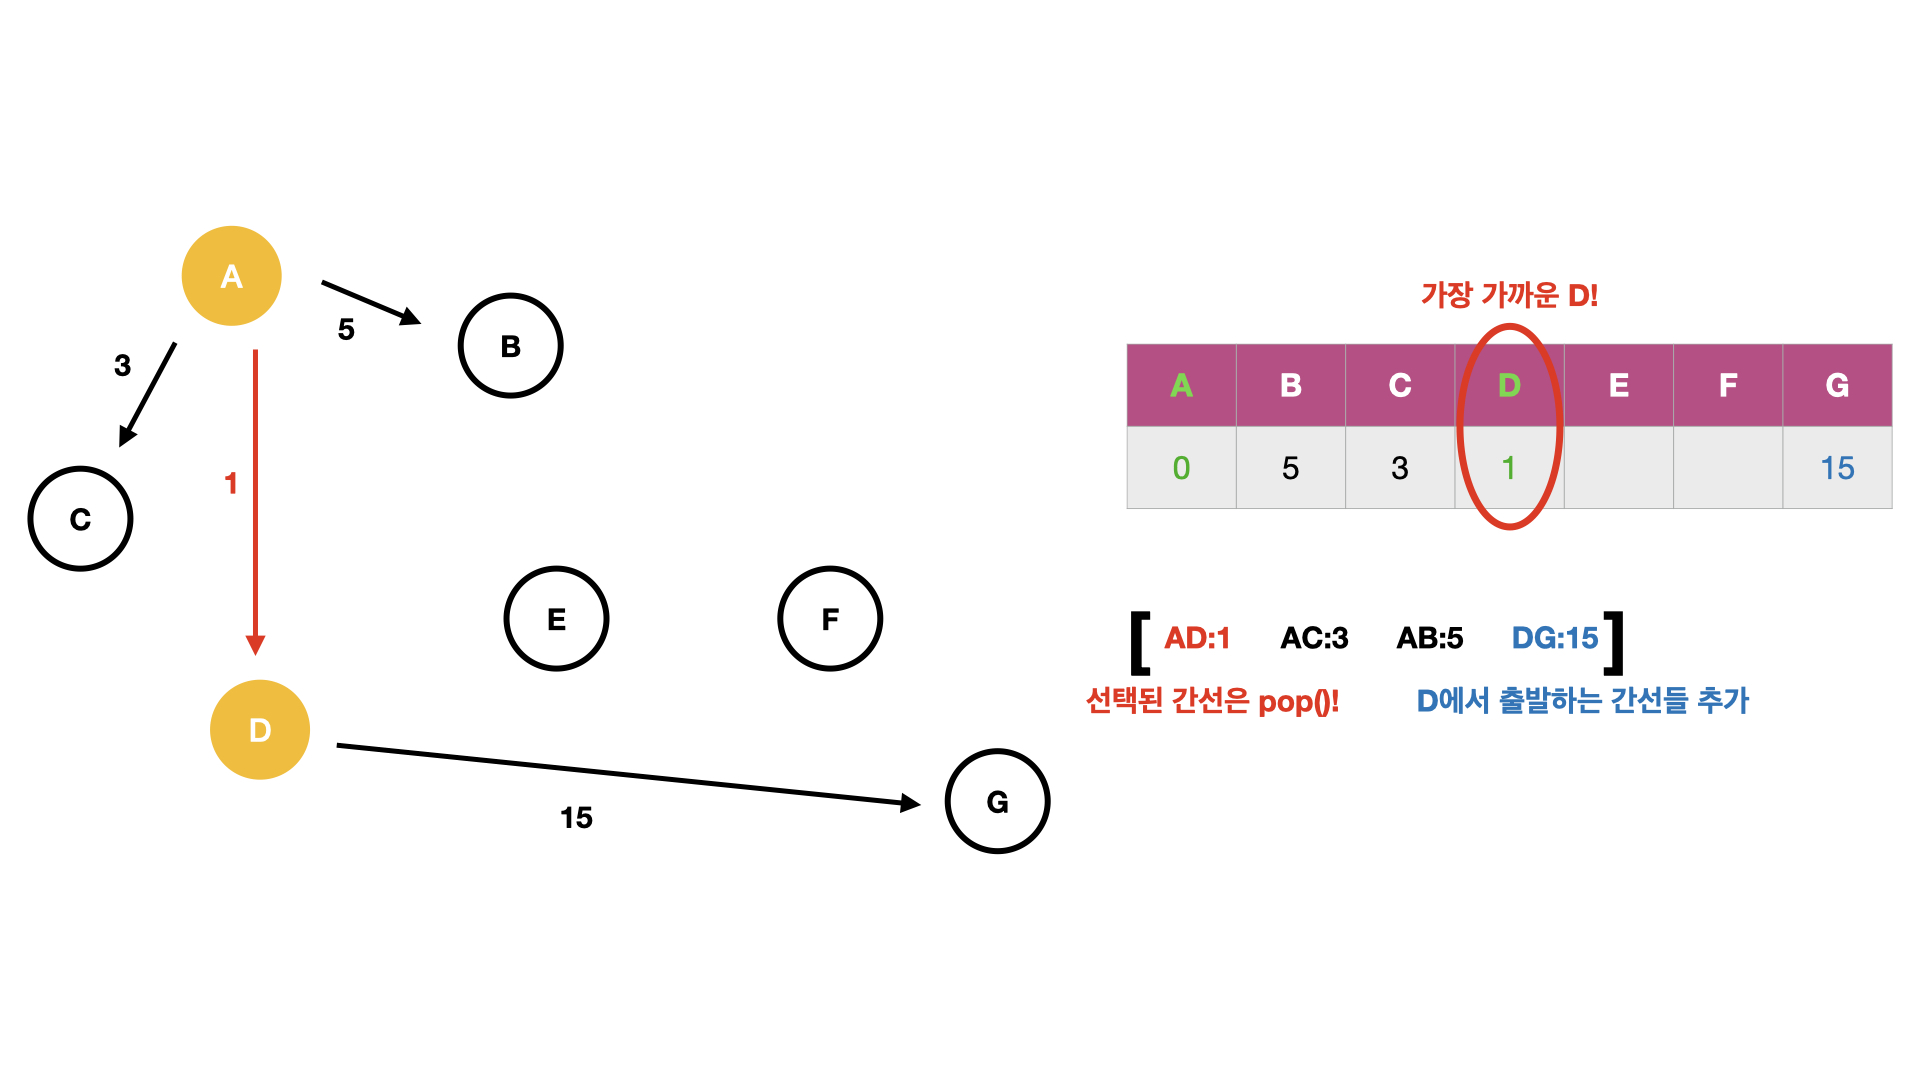 A
5
B
3
C
1
E
F
D
15
G
가장 가까운 D!
A B C D E F G
0 5 3 1 15
[ AD:1 AC:3 AB:5 DG:15 ]
선택된 간선은 pop()! D에서 출발하는 간선들 추가